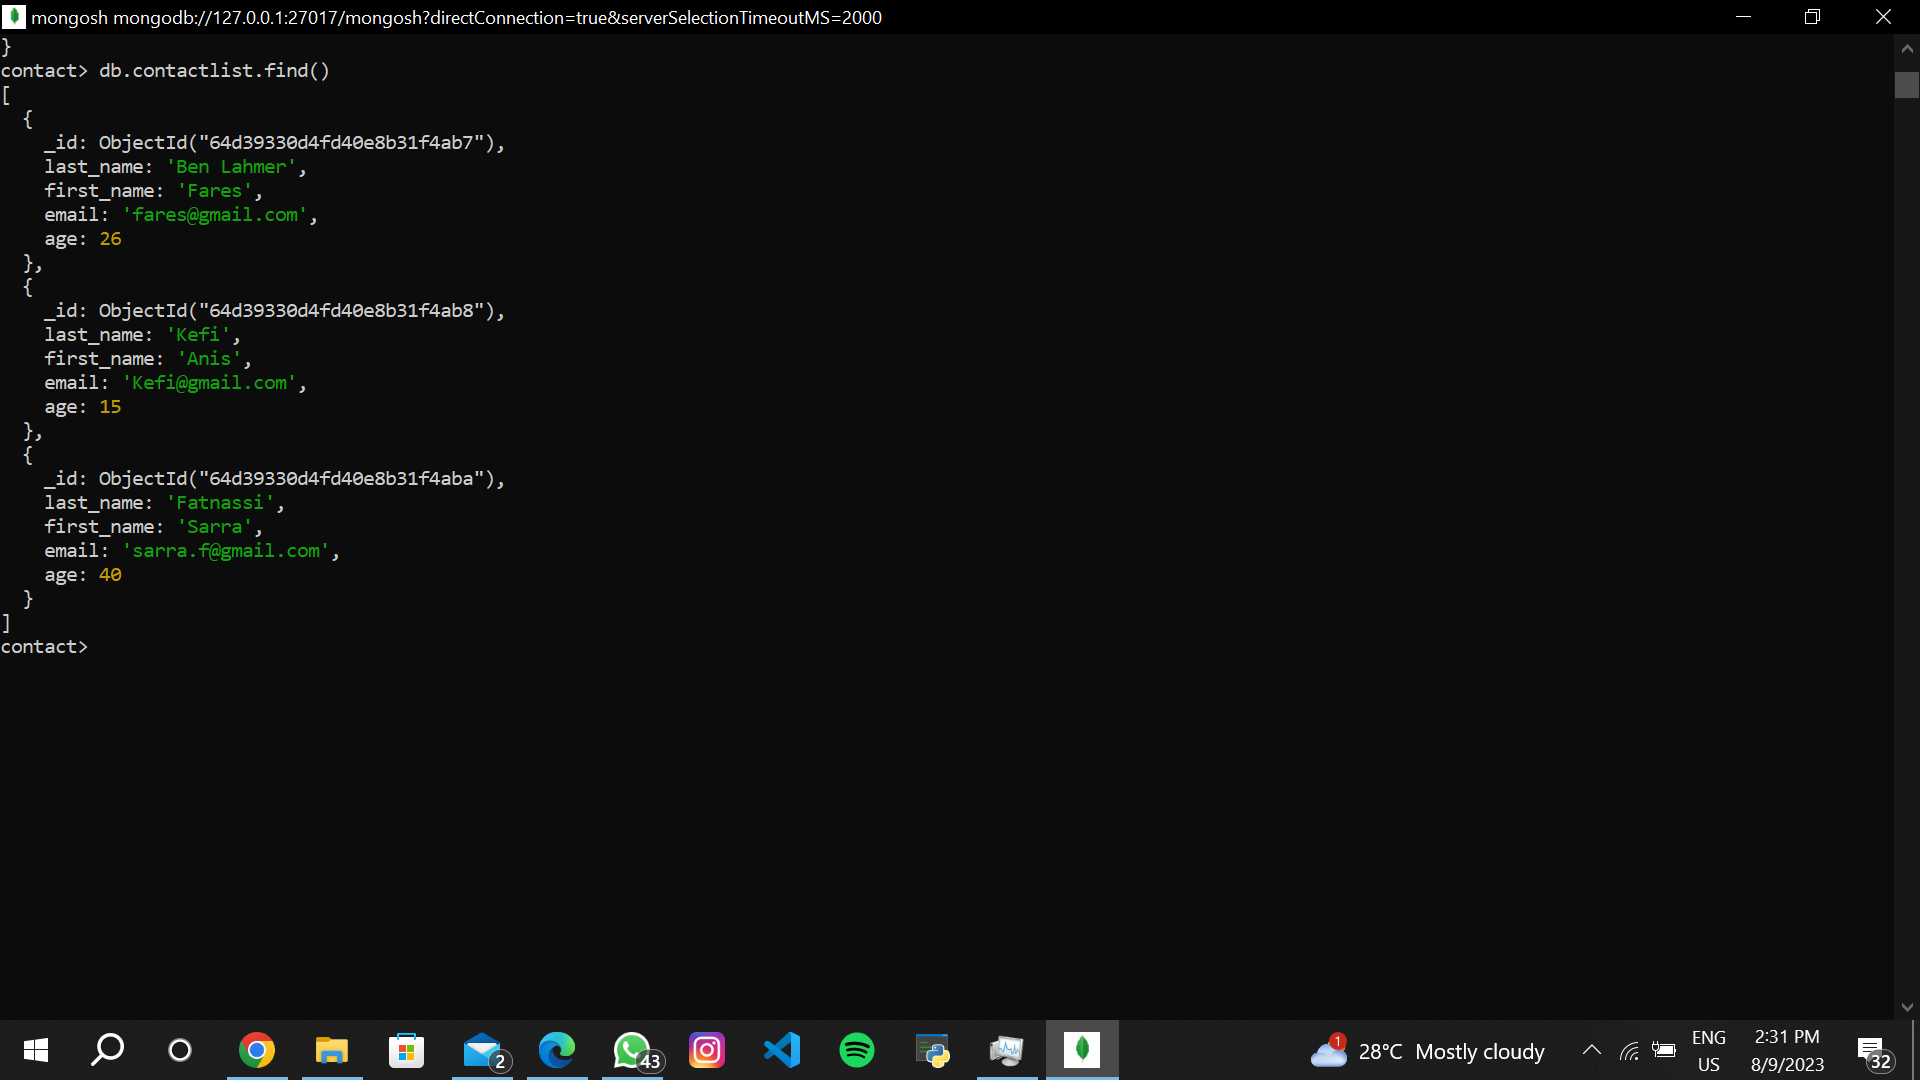 mongosh mongodb://127.0.0.1:27017/mongosh?directConnection=true&serverSelectionTimeoutMS=2000
}
contact> db.contactlist.find()
[
  {
    _id: ObjectId("64d39330d4fd40e8b31f4ab7"),
    last_name: 'Ben Lahmer',
    first_name: 'Fares',
    email: 'fares@gmail.com',
    age: 26
  },
  {
    _id: ObjectId("64d39330d4fd40e8b31f4ab8"),
    last_name: 'Kefi',
    first_name: 'Anis',
    email: 'Kefi@gmail.com',
    age: 15
  },
  {
    _id: ObjectId("64d39330d4fd40e8b31f4aba"),
    last_name: 'Fatnassi',
    first_name: 'Sarra',
    email: 'sarra.f@gmail.com',
    age: 40
  }
]
contact>
2
43
1
28°C Mostly cloudy
ENG
US
2:31 PM
8/9/2023
32